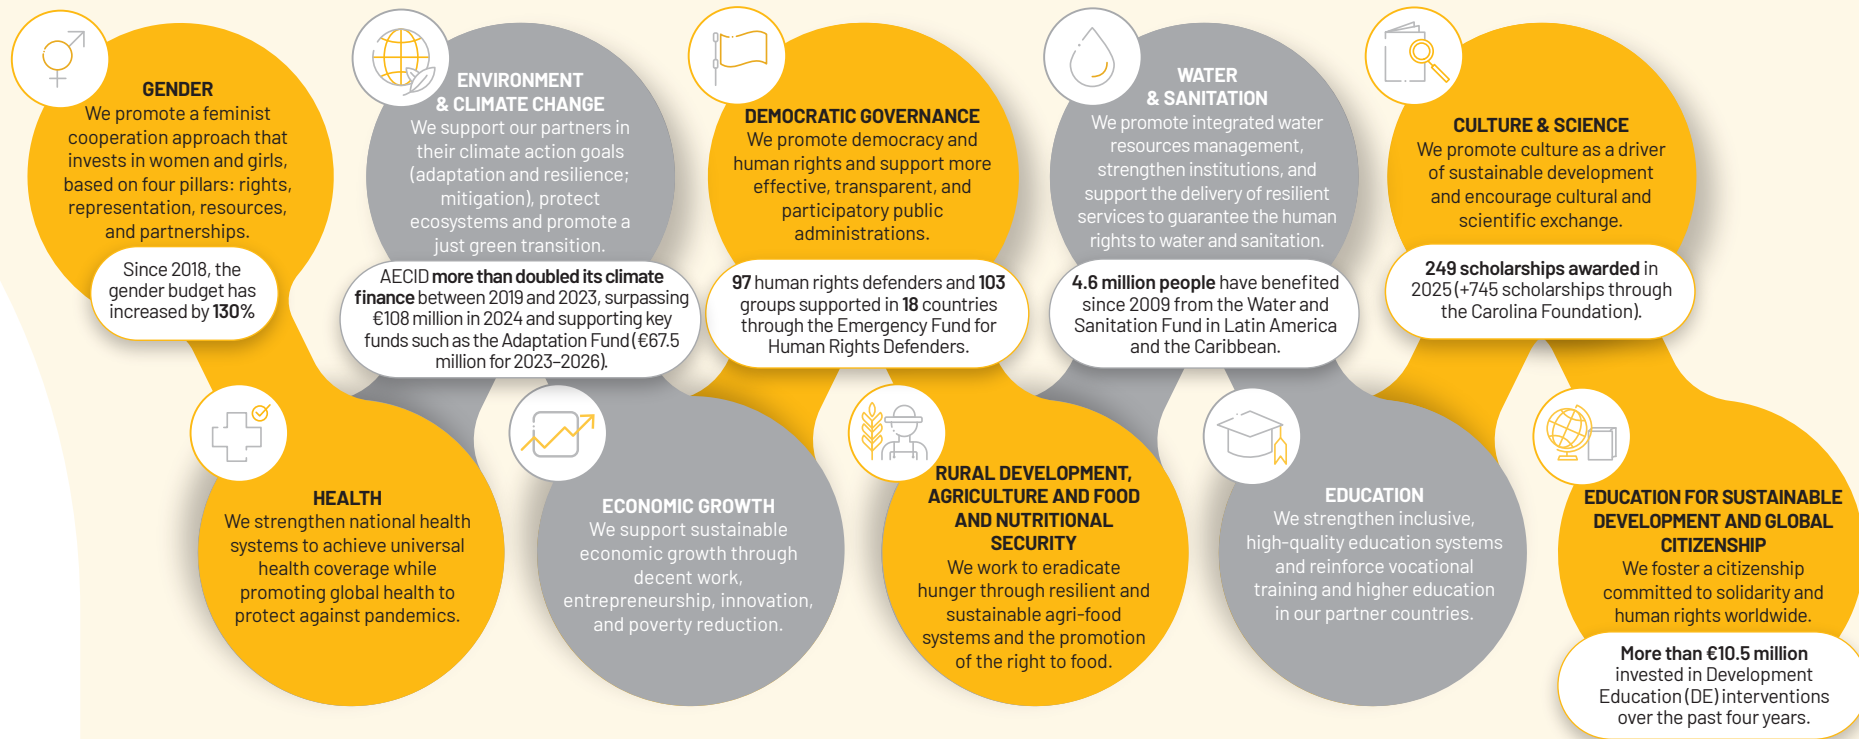 GENDER
We promote a feminist
cooperation approach that
invests in women and girls,
based on four pillars: rights,
representation, resources,
and partnerships.
Since 2018, the
gender budget has
increased by 130%
ENVIRONMENT
& CLIMATE CHANGE
We support our partners in
their climate action goals
(adaptation and resilience;
mitigation), protect
ecosystems and promote a
just green transition.
AECID more than doubled its climate
finance between 2019 and 2023, surpassing
€108 million in 2024 and supporting key
funds such as the Adaptation Fund (€67.5
million for 2023–2026).
DEMOCRATIC GOVERNANCE
We promote democracy and
human rights and support more
effective, transparent, and
participatory public
administrations.
97 human rights defenders and 103
groups supported in 18 countries
through the Emergency Fund for
Human Rights Defenders.
WATER
& SANITATION
We promote integrated water
resources management,
strengthen institutions, and
support the delivery of resilient
services to guarantee the human
rights to water and sanitation.
4.6 million people have benefited
since 2009 from the Water and
Sanitation Fund in Latin America
and the Caribbean.
CULTURE & SCIENCE
We promote culture as a driver
of sustainable development
and encourage cultural and
scientific exchange.
249 scholarships awarded in
2025 (+745 scholarships through
the Carolina Foundation).
HEALTH
We strengthen national health
systems to achieve universal
health coverage while
promoting global health to
protect against pandemics.
ECONOMIC GROWTH
We support sustainable
economic growth through
decent work,
entrepreneurship, innovation,
and poverty reduction.
RURAL DEVELOPMENT,
AGRICULTURE AND FOOD
AND NUTRITIONAL
SECURITY
We work to eradicate
hunger through resilient and
sustainable agri-food
systems and the promotion
of the right to food.
EDUCATION
We strengthen inclusive,
high-quality education systems
and reinforce vocational
training and higher education
in our partner countries.
EDUCATION FOR SUSTAINABLE
DEVELOPMENT AND GLOBAL
CITIZENSHIP
We foster a citizenship
committed to solidarity and
human rights worldwide.
More than €10.5 million
invested in Development
Education (DE) interventions
over the past four years.